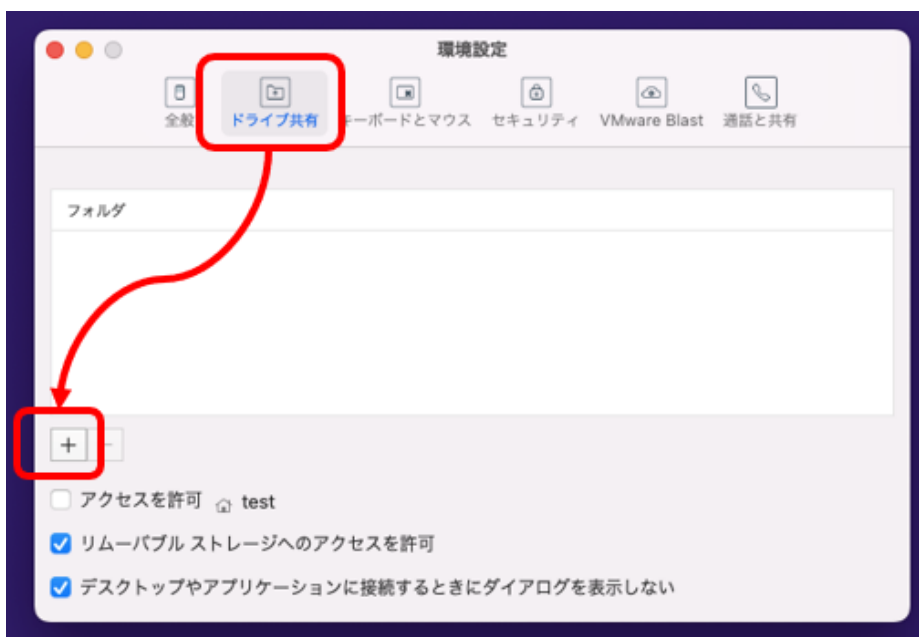 環境設定
全般 ドライブ共有 ーボードとマウス セキュリティ VMware Blast 通話と共有
フォルダ
アクセスを許可 test
リムーバブル ストレージへのアクセスを許可
デスクトップやアプリケーションに接続するときにダイアログを表示しない